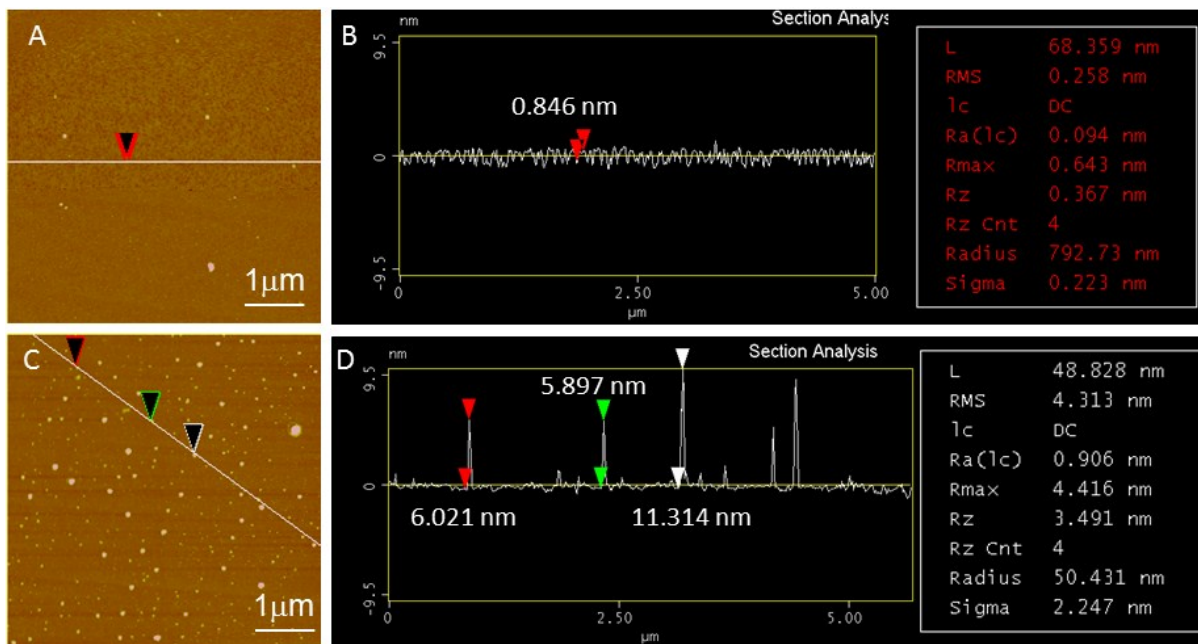 A
1μm
B
Section Analys
nm
9.5
0
-9.5
0.846 nm
0
2.50
5.00
μm
L 68.359 nm
RMS 0.258 nm
lc DC
Ra(lc) 0.094 nm
Rmax 0.643 nm
Rz 0.367 nm
Rz Cnt 4
Radius 792.73 nm
Sigma 0.223 nm
C
1μm
D
Section Analysis
nm
9.5
0
-9.5
5.897 nm
6.021 nm
11.314 nm
0
2.50
5.00
μm
L 48.828 nm
RMS 4.313 nm
lc DC
Ra(lc) 0.906 nm
Rmax 4.416 nm
Rz 3.491 nm
Rz Cnt 4
Radius 50.431 nm
Sigma 2.247 nm